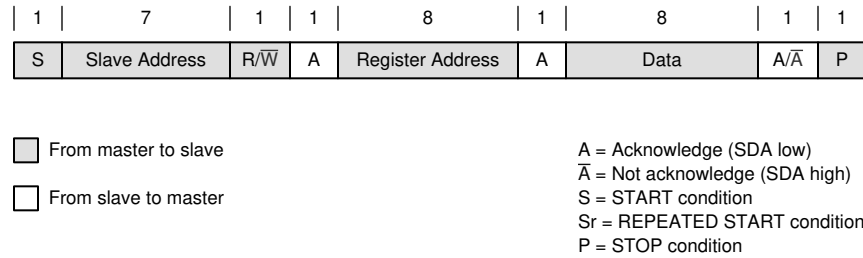 1 7 1 1 8 1 8 1 1
S Slave Address R/W̅ A Register Address A Data A/A̅ P
From master to slave
From slave to master
A = Acknowledge (SDA low)
A̅ = Not acknowledge (SDA high)
S = START condition
Sr = REPEATED START condition
P = STOP condition